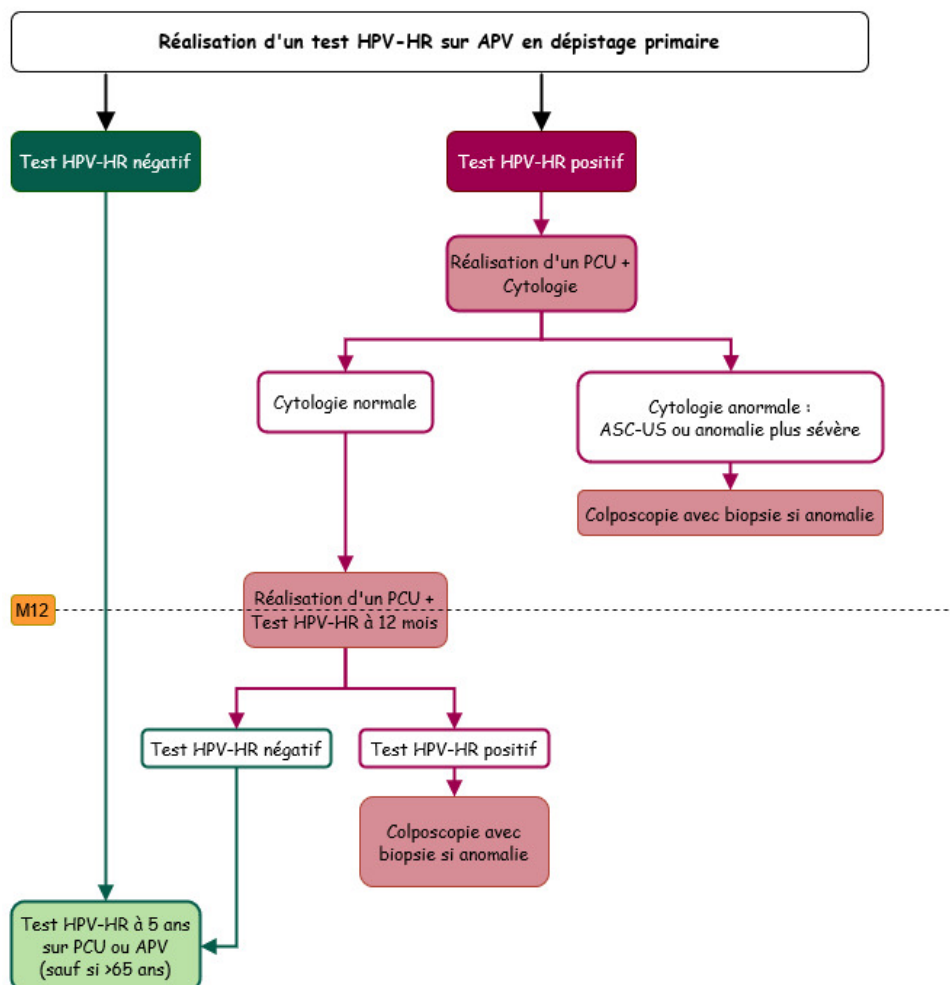 Réalisation d'un test HPV-HR sur APV en dépistage primaire
Test HPV-HR négatif
Test HPV-HR positif
Réalisation d'un PCU +
Cytologie
Cytologie normale
Cytologie anormale :
ASC-US ou anomalie plus sévère
Colposcopie avec biopsie si anomalie
M12
Réalisation d'un PCU +
Test HPV-HR à 12 mois
Test HPV-HR négatif
Test HPV-HR positif
Colposcopie avec
biopsie si anomalie
Test HPV-HR à 5 ans
sur PCU ou APV
(sauf si >65 ans)